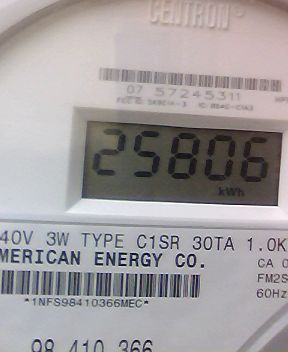 CENTRON®
07 57245311
25806
kWh
40V 3W TYPE C1SR 30TA 1.0K
MERICAN ENERGY CO.
CA 0
FM2S
60Hz
*1NFS98410366MEC*
98 410 366